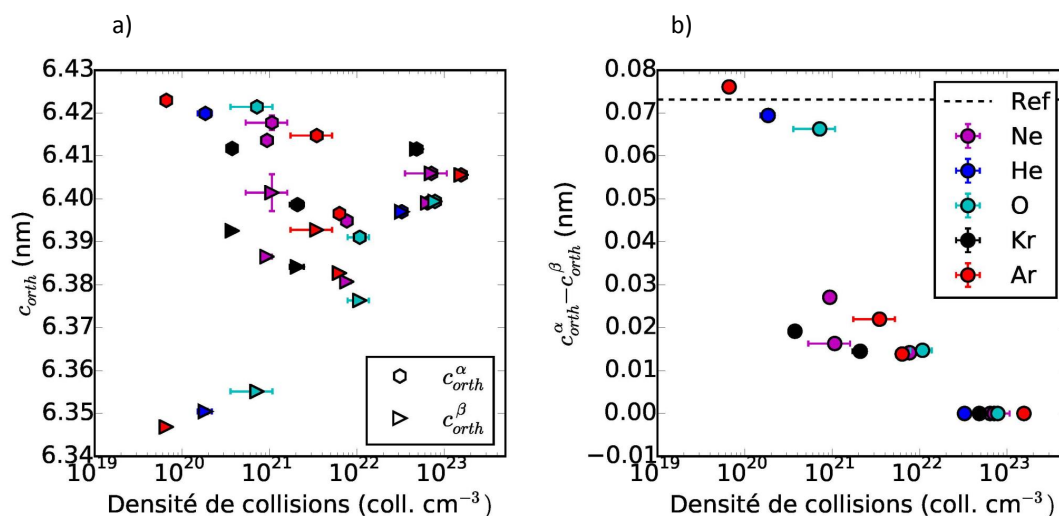 a)
6.43
6.42
6.41
6.40
6.39
6.38
6.37
6.36
6.35
6.34
c_orth (nm)
10^19
10^20
10^21
10^22
10^23
Densité de collisions (coll. cm^−3)
c^α_orth
c^β_orth
b)
0.08
0.07
0.06
0.05
0.04
0.03
0.02
0.01
0.00
−0.01
c^α_orth−c^β_orth (nm)
10^19
10^20
10^21
10^22
10^23
Densité de collisions (coll. cm^−3)
Ref
Ne
He
O
Kr
Ar